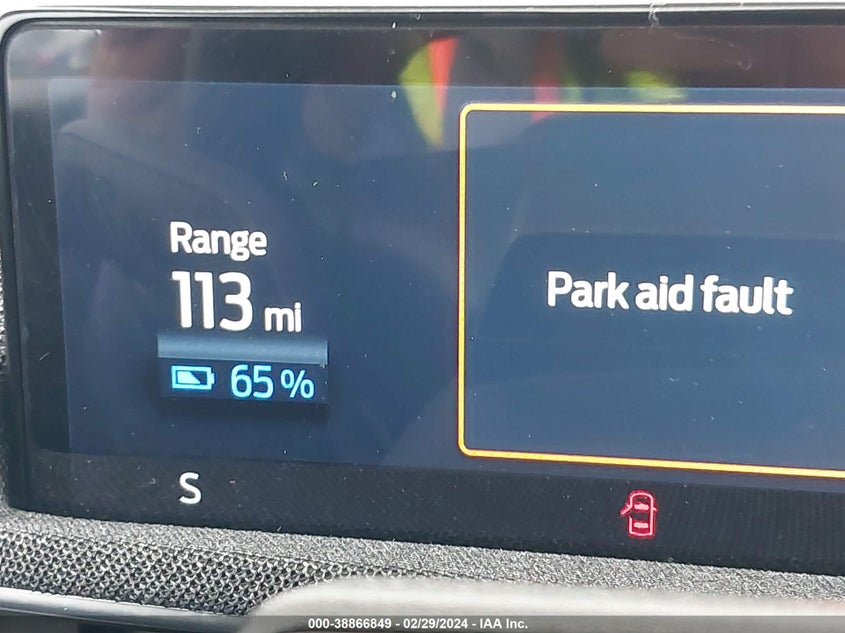 Range
113 mi
65%
Park aid fault
S
000-38866849 - 02/29/2024 - IAA Inc.